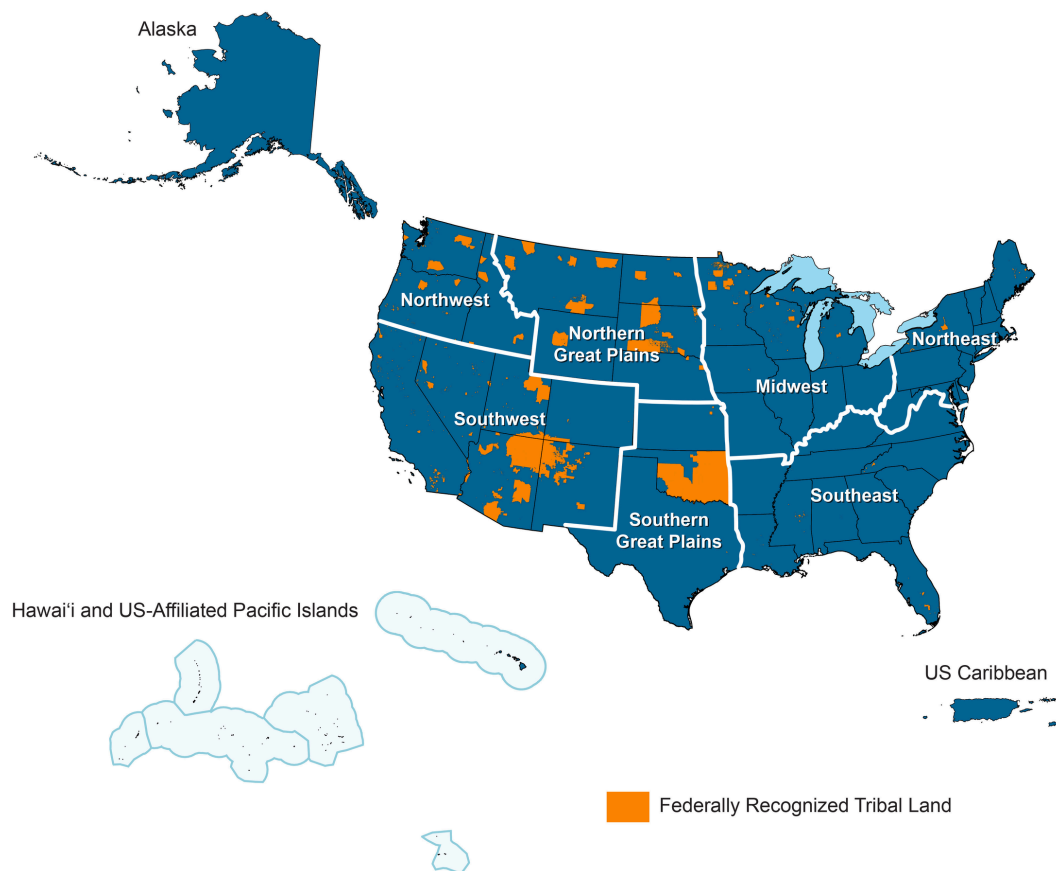 Alaska
Northwest
Northern
Great Plains
Northeast
Midwest
Southwest
Southeast
Southern
Great Plains
Hawaiʻi and US-Affiliated Pacific Islands
US Caribbean
Federally Recognized Tribal Land